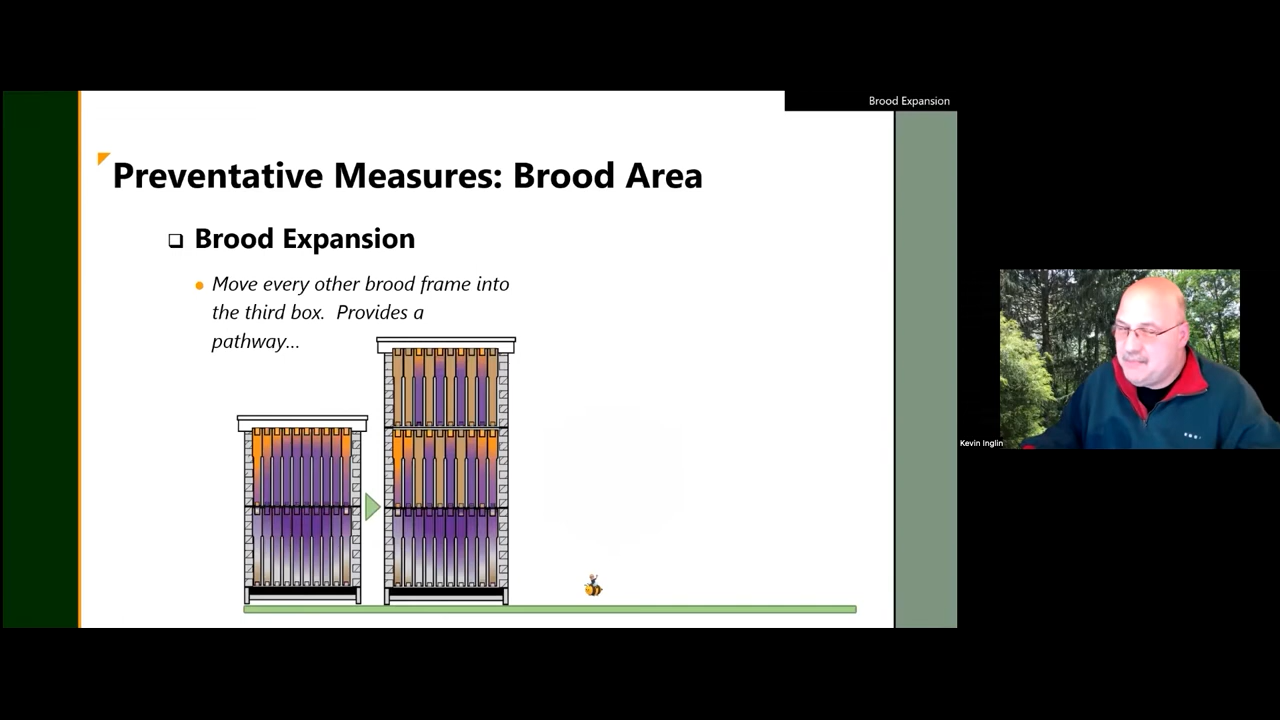 Brood Expansion
Preventative Measures: Brood Area
Brood Expansion
Move every other brood frame into
the third box. Provides a
pathway...
Kevin Inglin